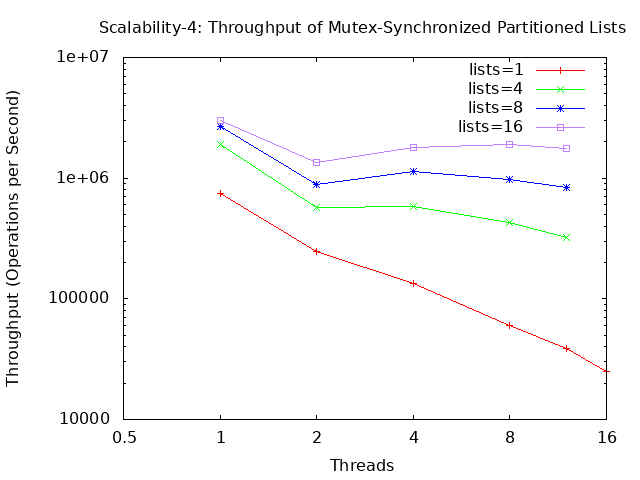 Scalability-4: Throughput of Mutex-Synchronized Partitioned Lists
Throughput (Operations per Second)
1e+07
1e+06
100000
10000
lists=1
lists=4
lists=8
lists=16
0.5 1 2 4 8 16
Threads